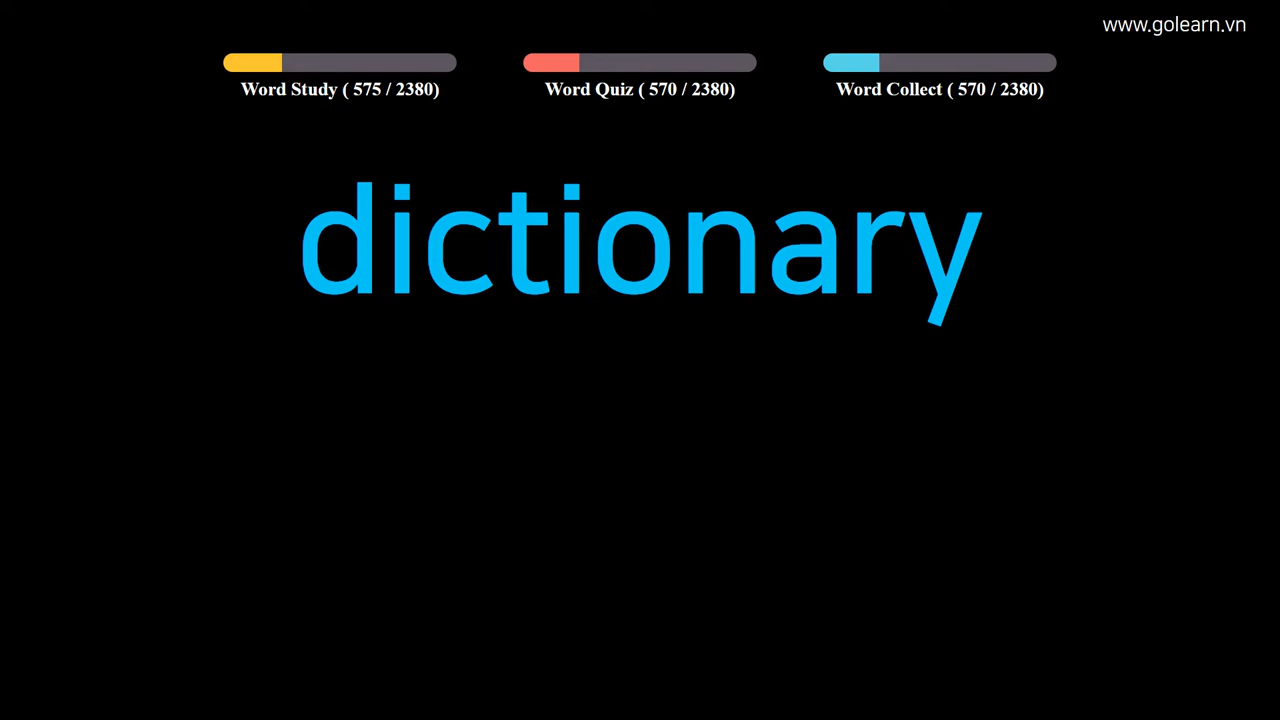 www.golearn.vn
Word Study ( 575 / 2380)
Word Quiz ( 570 / 2380)
Word Collect ( 570 / 2380)
dictionary